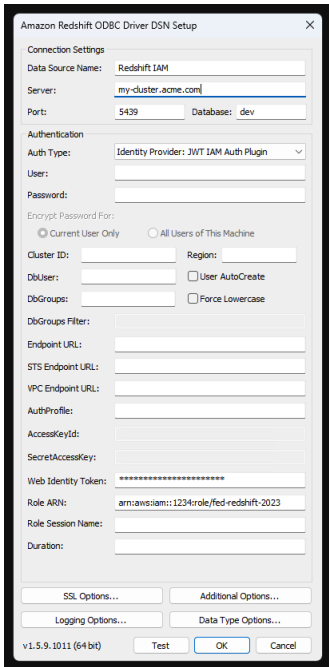 Amazon Redshift ODBC Driver DSN Setup
Connection Settings
Data Source Name: Redshift IAM
Server: my-cluster.acme.com
Port: 5439 Database: dev
Authentication
Auth Type: Identity Provider: JWT IAM Auth Plugin
User:
Password:
Encrypt Password For:
Current User Only All Users of This Machine
Cluster ID: Region:
DbUser: User AutoCreate
DbGroups: Force Lowercase
DbGroups Filter:
Endpoint URL:
STS Endpoint URL:
VPC Endpoint URL:
AuthProfile:
AccessKeyId:
SecretAccessKey:
Web Identity Token: **********************
Role ARN: arn:aws:iam::1234:role/fed-redshift-2023
Role Session Name:
Duration:
SSL Options... Additional Options...
Logging Options... Data Type Options...
v1.5.9.1011 (64 bit) Test OK Cancel